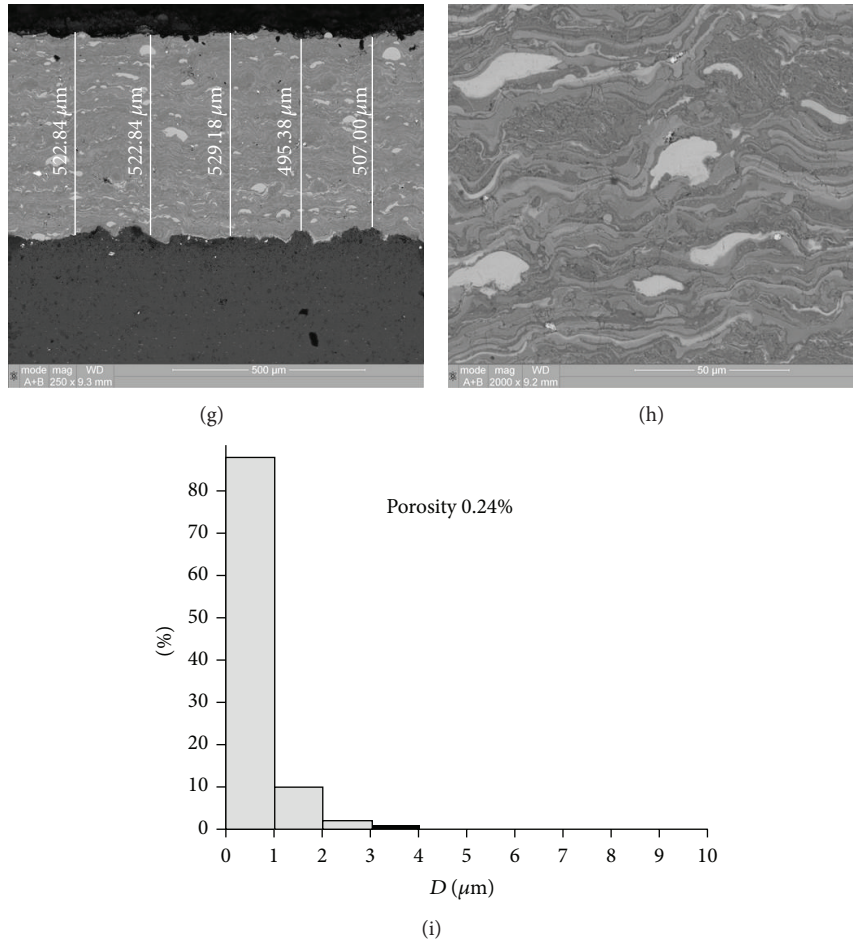 522.84 μm
522.84 μm
529.18 μm
495.38 μm
507.00 μm
mode mag WD
A+B 250 x 9.3 mm
500 μm
(g)
mode mag WD
A+B 2000 x 9.2 mm
50 μm
(h)
Porosity 0.24%
(%)
80
70
60
50
40
30
20
10
0
0 1 2 3 4 5 6 7 8 9 10
D (μm)
(i)